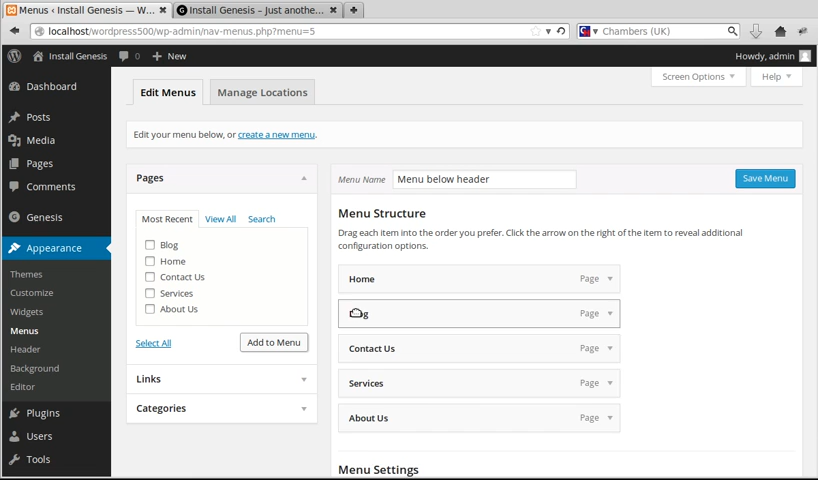 Menus ‹ Install Genesis — W...
Install Genesis – Just anothe...
localhost/wordpress500/wp-admin/nav-menus.php?menu=5
Chambers (UK)
Install Genesis
0
New
Howdy, admin
Screen Options
Help
Dashboard
Posts
Media
Pages
Comments
Genesis
Appearance
Themes
Customize
Widgets
Menus
Header
Background
Editor
Plugins
Users
Tools
Edit Menus
Manage Locations
Edit your menu below, or create a new menu.
Pages
Most Recent
View All
Search
Blog
Home
Contact Us
Services
About Us
Select All
Add to Menu
Links
Categories
Menu Name
Menu below header
Save Menu
Menu Structure
Drag each item into the order you prefer. Click the arrow on the right of the item to reveal additional
configuration options.
Home Page
Page
Contact Us Page
Services Page
About Us Page
Menu Settings